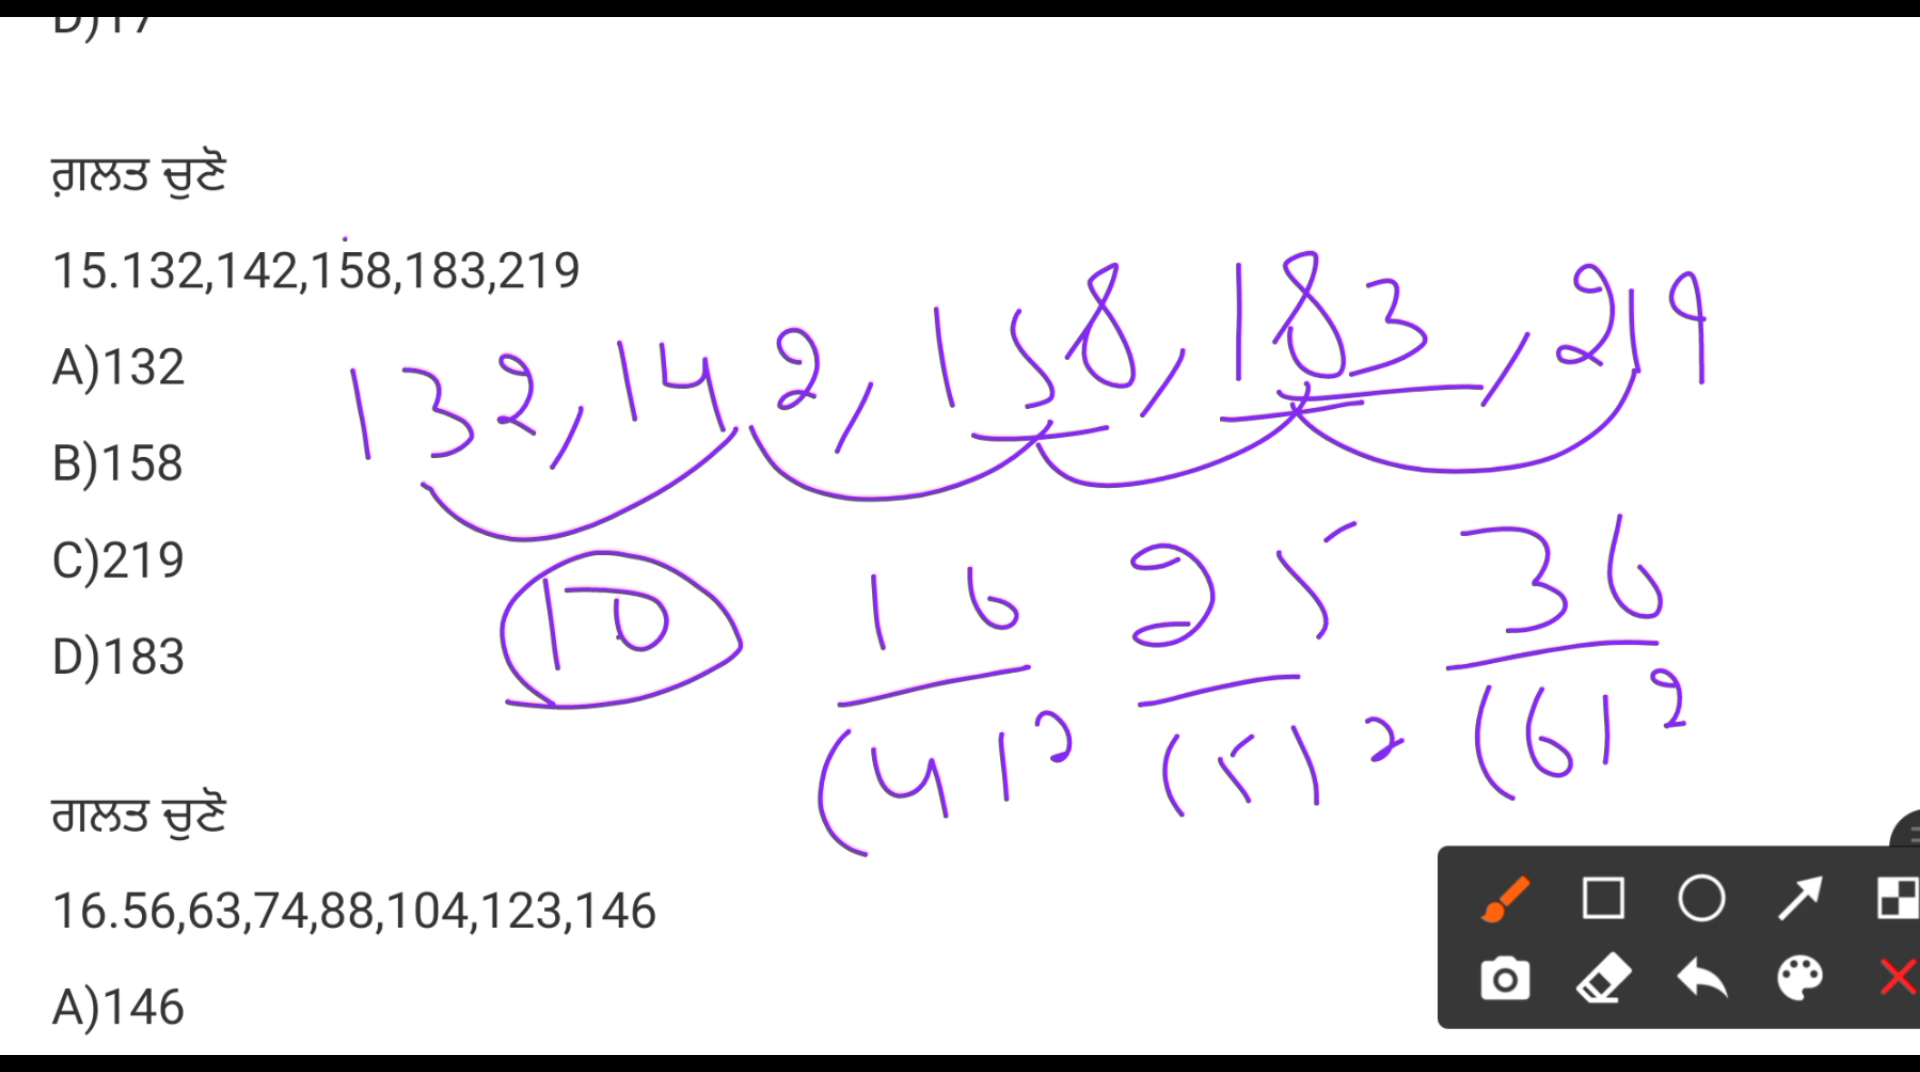 D)17
ਗ਼ਲਤ ਚੁਣੋ
15.132,142,158,183,219
132,142,158,183,219
A)132
B)158
C)219
D)183
10 16 25 36
(4)² (5)² (6)²
ਗਲਤ ਚੁਣੋ
16.56,63,74,88,104,123,146
A)146